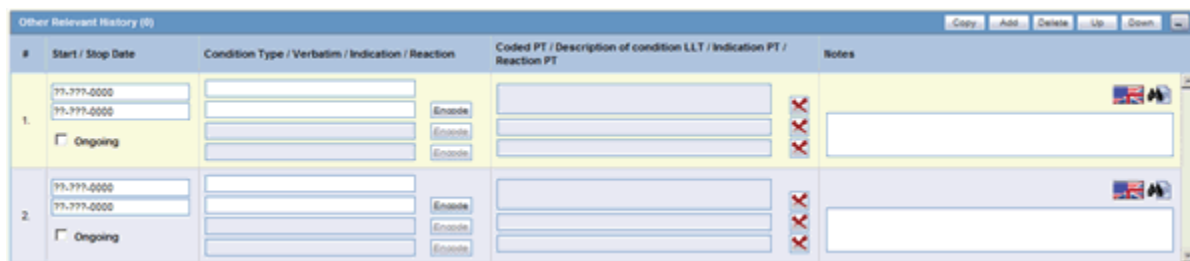 Other Relevant History (0)
Copy Add Delete Up Down
# Start / Stop Date Condition Type / Verbatim / Indication / Reaction Coded PT / Description of condition LLT / Indication PT / Reaction PT Notes
??-???-0000
??-???-0000
1.
Encode
Encode
Encode
Ongoing
??-???-0000
??-???-0000
2.
Encode
Encode
Encode
Ongoing